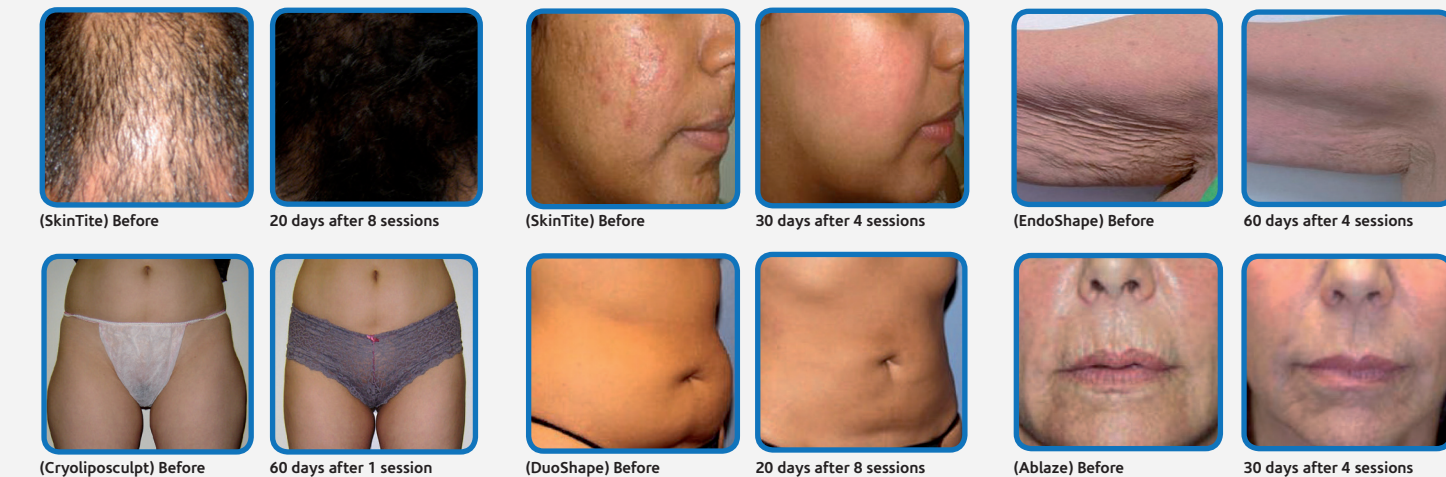 (SkinTite) Before
20 days after 8 sessions
(SkinTite) Before
30 days after 4 sessions
(EndoShape) Before
60 days after 4 sessions
(Cryoliposculpt) Before
60 days after 1 session
(DuoShape) Before
20 days after 8 sessions
(Ablaze) Before
30 days after 4 sessions